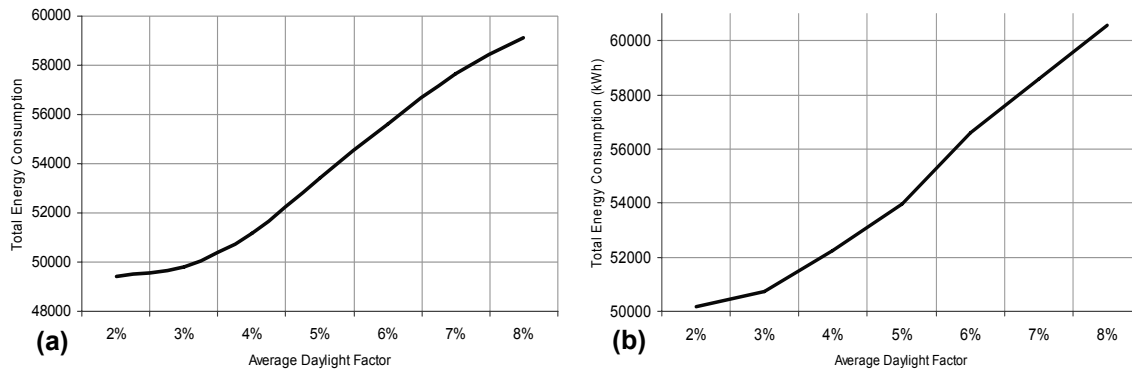 60000
58000
56000
54000
52000
50000
48000
Total Energy Consumption
2% 3% 4% 5% 6% 7% 8%
Average Daylight Factor
(a)
60000
58000
56000
54000
52000
50000
Total Energy Consumption (kWh)
2% 3% 4% 5% 6% 7% 8%
Average Daylight Factor
(b)